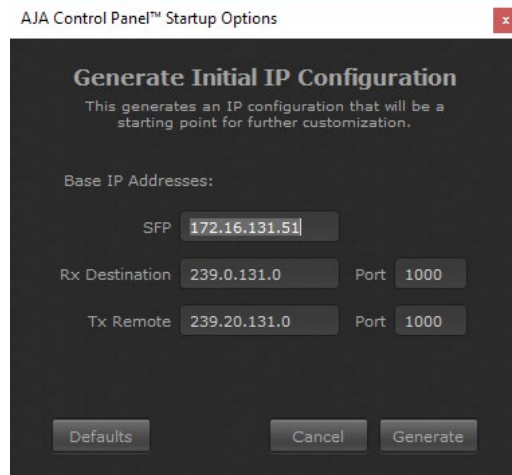 AJA Control Panel™ Startup Options
x
Generate Initial IP Configuration
This generates an IP configuration that will be a
starting point for further customization.
Base IP Addresses:
SFP 172.16.131.51
Rx Destination 239.0.131.0 Port 1000
Tx Remote 239.20.131.0 Port 1000
Defaults Cancel Generate